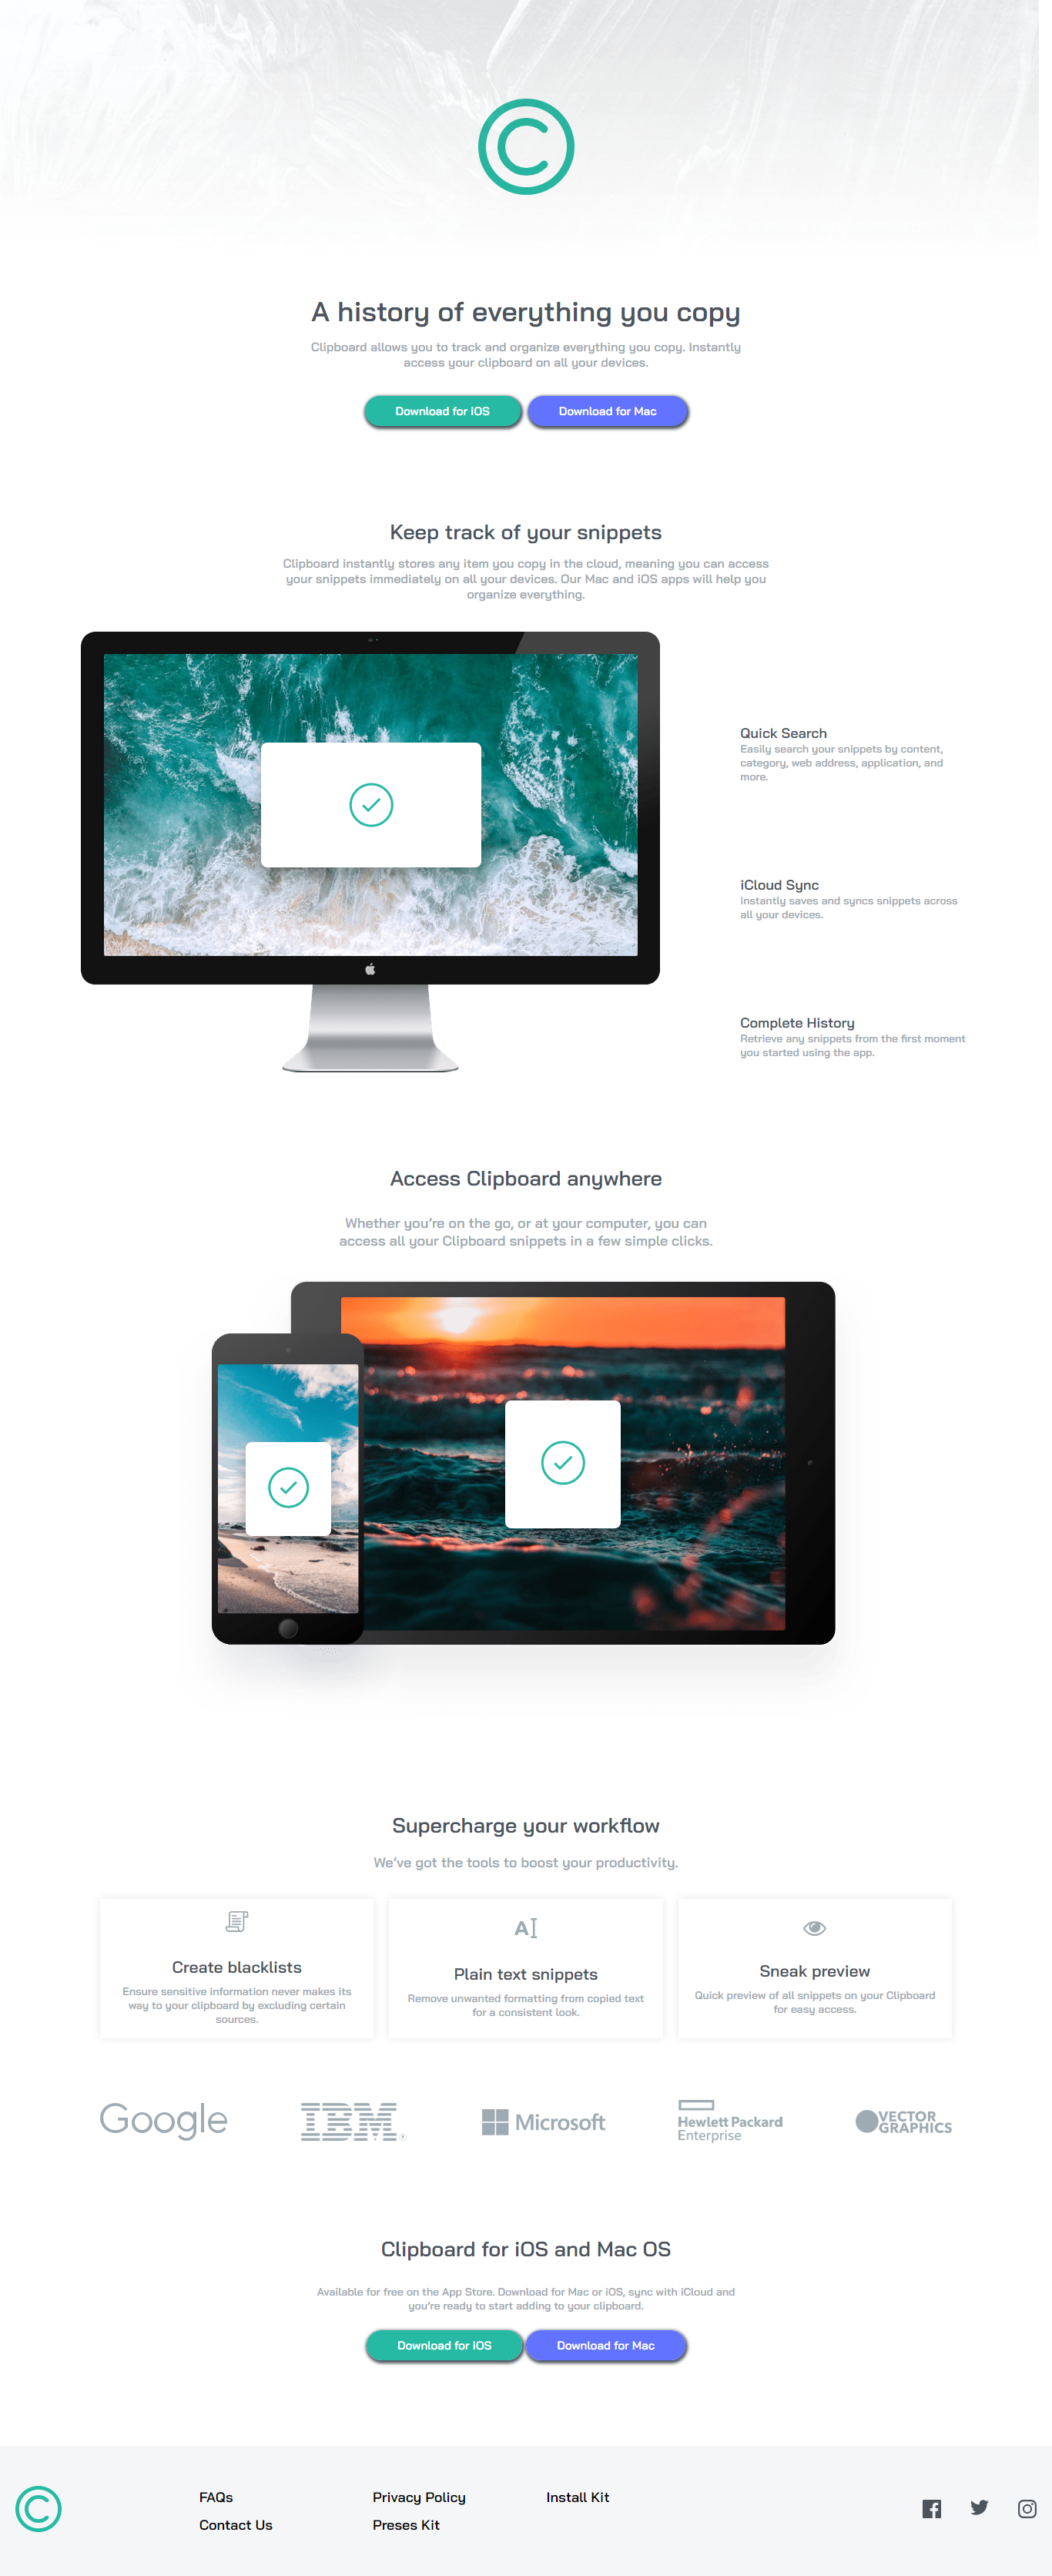 A history of everything you copy
Clipboard allows you to track and organize everything you copy. Instantly
access your clipboard on all your devices.
Download for iOS
Download for Mac
Keep track of your snippets
Clipboard instantly stores any item you copy in the cloud, meaning you can access
your snippets immediately on all your devices. Our Mac and iOS apps will help you
organize everything.
Quick Search
Easily search your snippets by content,
category, web address, application, and
more.
iCloud Sync
Instantly saves and syncs snippets across
all your devices.
Complete History
Retrieve any snippets from the first moment
you started using the app.
Access Clipboard anywhere
Whether you're on the go, or at your computer, you can
access all your Clipboard snippets in a few simple clicks.
Supercharge your workflow
We've got the tools to boost your productivity.
Create blacklists
Ensure sensitive information never makes its
way to your clipboard by excluding certain
sources.
A
Plain text snippets
Remove unwanted formatting from copied text
for a consistent look.
Sneak preview
Quick preview of all snippets on your Clipboard
for easy access.
Google
IBM
Microsoft
Hewlett Packard
Enterprise
VECTOR
GRAPHICS
Clipboard for iOS and Mac OS
Available for free on the App Store. Download for Mac or iOS, sync with iCloud and
you're ready to start adding to your clipboard.
Download for iOS
Download for Mac
FAQs
Contact Us
Privacy Policy
Preses Kit
Install Kit